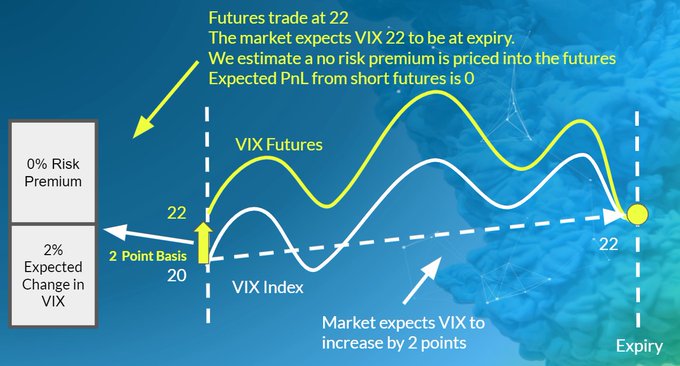 Futures trade at 22
The market expects VIX 22 to be at expiry.
We estimate a no risk premium is priced into the futures
Expected PnL from short futures is 0
0% Risk
Premium
VIX Futures
22
2%
Expected
Change in
VIX
2 Point Basis
20
VIX Index
22
Market expects VIX to
increase by 2 points
Expiry